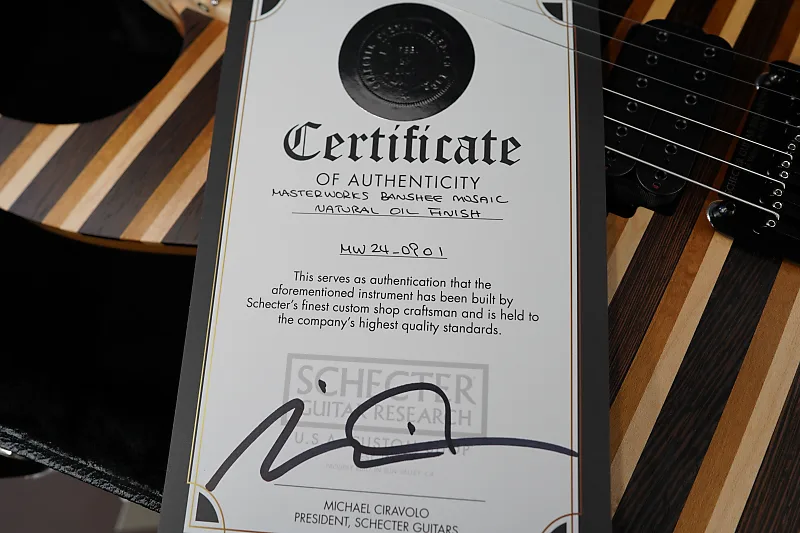 Certificate
OF AUTHENTICITY
MASTERWORKS BANSHEE MOSAIC
NATURAL OIL FINISH
MW24-0901
This serves as authentication that the
aforementioned instrument has been built by
Schecter's finest custom shop craftsman and is held to
the company's highest quality standards.
SCHECTER
GUITAR RESEARCH
U.S.A. CUSTOM SHOP
MICHAEL CIRAVOLO
PRESIDENT, SCHECTER GUITARS